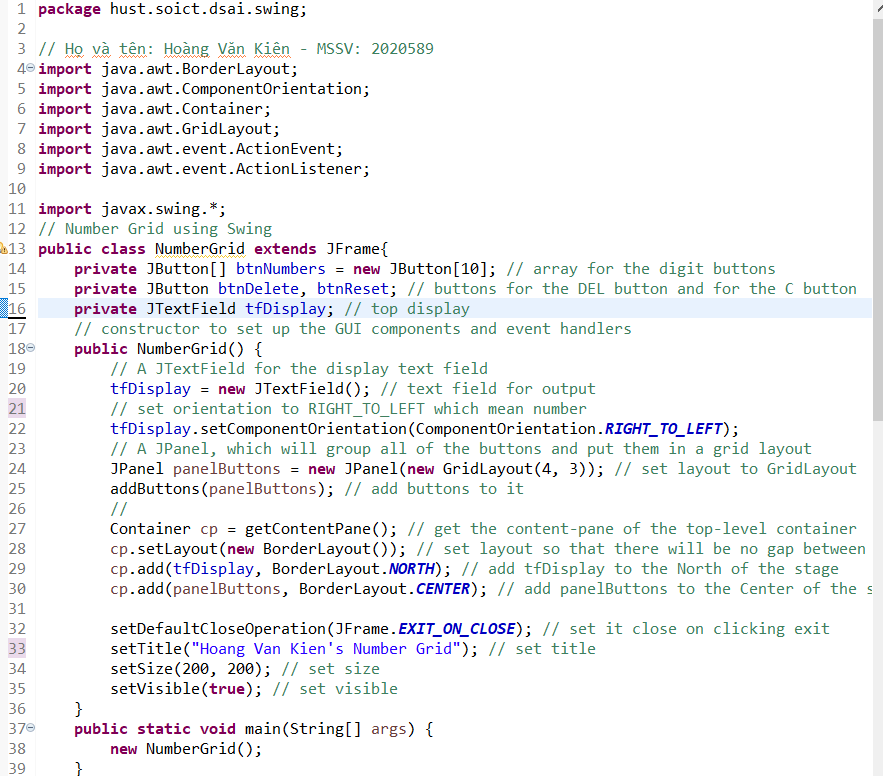 1 package hust.soict.dsai.swing;
2
3 // Họ và tên: Hoàng Văn Kiên - MSSV: 2020589
4 import java.awt.BorderLayout;
5 import java.awt.ComponentOrientation;
6 import java.awt.Container;
7 import java.awt.GridLayout;
8 import java.awt.event.ActionEvent;
9 import java.awt.event.ActionListener;
10
11 import javax.swing.*;
12 // Number Grid using Swing
13 public class NumberGrid extends JFrame{
14 private JButton[] btnNumbers = new JButton[10]; // array for the digit buttons
15 private JButton btnDelete, btnReset; // buttons for the DEL button and for the C button
16 private JTextField tfDisplay; // top display
17 // constructor to set up the GUI components and event handlers
18 public NumberGrid() {
19 // A JTextField for the display text field
20 tfDisplay = new JTextField(); // text field for output
21 // set orientation to RIGHT_TO_LEFT which mean number
22 tfDisplay.setComponentOrientation(ComponentOrientation.RIGHT_TO_LEFT);
23 // A JPanel, which will group all of the buttons and put them in a grid layout
24 JPanel panelButtons = new JPanel(new GridLayout(4, 3)); // set layout to GridLayout
25 addButtons(panelButtons); // add buttons to it
26 //
27 Container cp = getContentPane(); // get the content-pane of the top-level container
28 cp.setLayout(new BorderLayout()); // set layout so that there will be no gap between
29 cp.add(tfDisplay, BorderLayout.NORTH); // add tfDisplay to the North of the stage
30 cp.add(panelButtons, BorderLayout.CENTER); // add panelButtons to the Center of the s
31
32 setDefaultCloseOperation(JFrame.EXIT_ON_CLOSE); // set it close on clicking exit
33 setTitle("Hoang Van Kien's Number Grid"); // set title
34 setSize(200, 200); // set size
35 setVisible(true); // set visible
36 }
37 public static void main(String[] args) {
38 new NumberGrid();
39 }